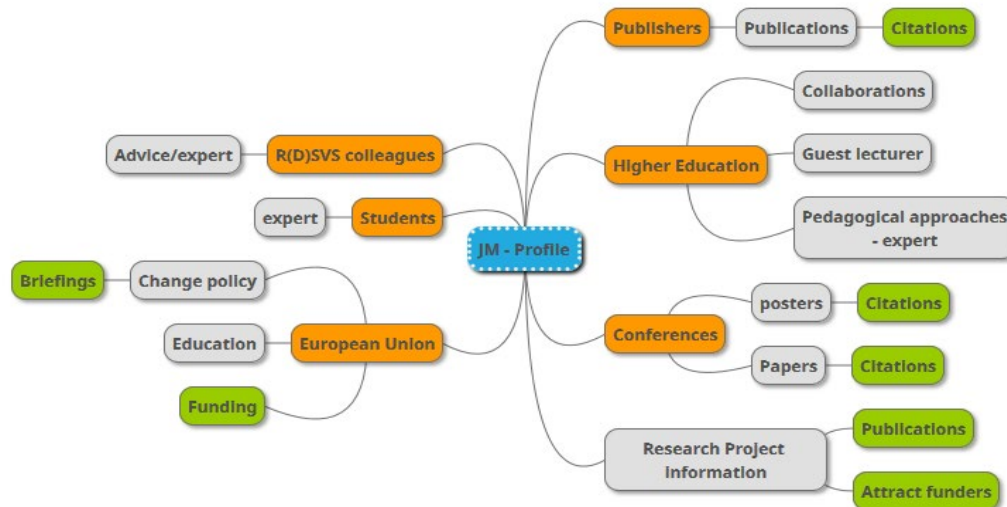 Publishers
Publications
Citations
Collaborations
Higher Education
Guest lecturer
Pedagogical approaches
- expert
Advice/expert
R(D)SVS colleagues
expert
Students
JM - Profile
Briefings
Change policy
Education
European Union
Funding
Conferences
posters
Citations
Papers
Citations
Research Project
Information
Publications
Attract funders